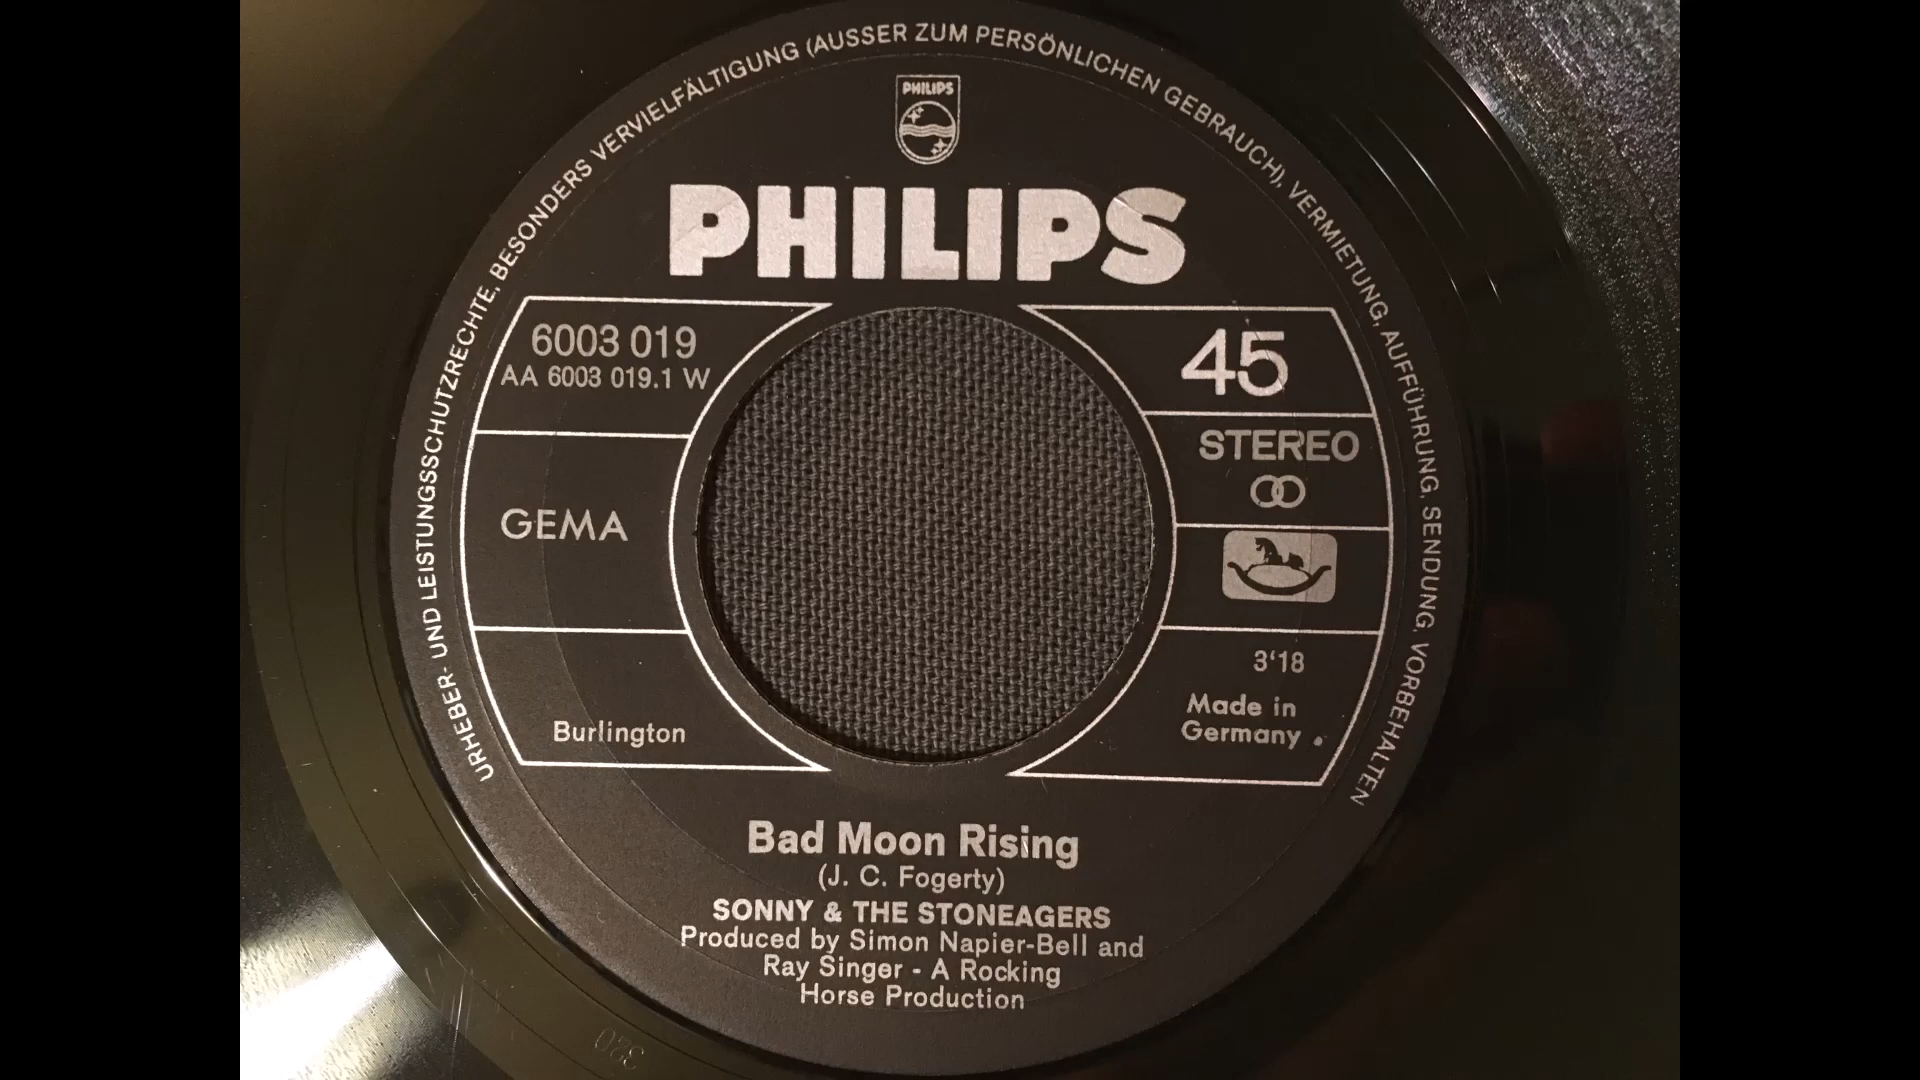 URHEBER- UND LEISTUNGSSCHUTZRECHTE, BESONDERS VERVIELFÄLTIGUNG (AUSSER ZUM PERSÖNLICHEN GEBRAUCH), VERMIETUNG, AUFFÜHRUNG, SENDUNG, VORBEHALTEN
PHILIPS
PHILIPS
6003 019
AA 6003 019.1 W
GEMA
Burlington
45
STEREO
3‘18
Made in
Germany .
Bad Moon Rising
(J. C. Fogerty)
SONNY & THE STONEAGERS
Produced by Simon Napier-Bell and
Ray Singer - A Rocking
Horse Production
320